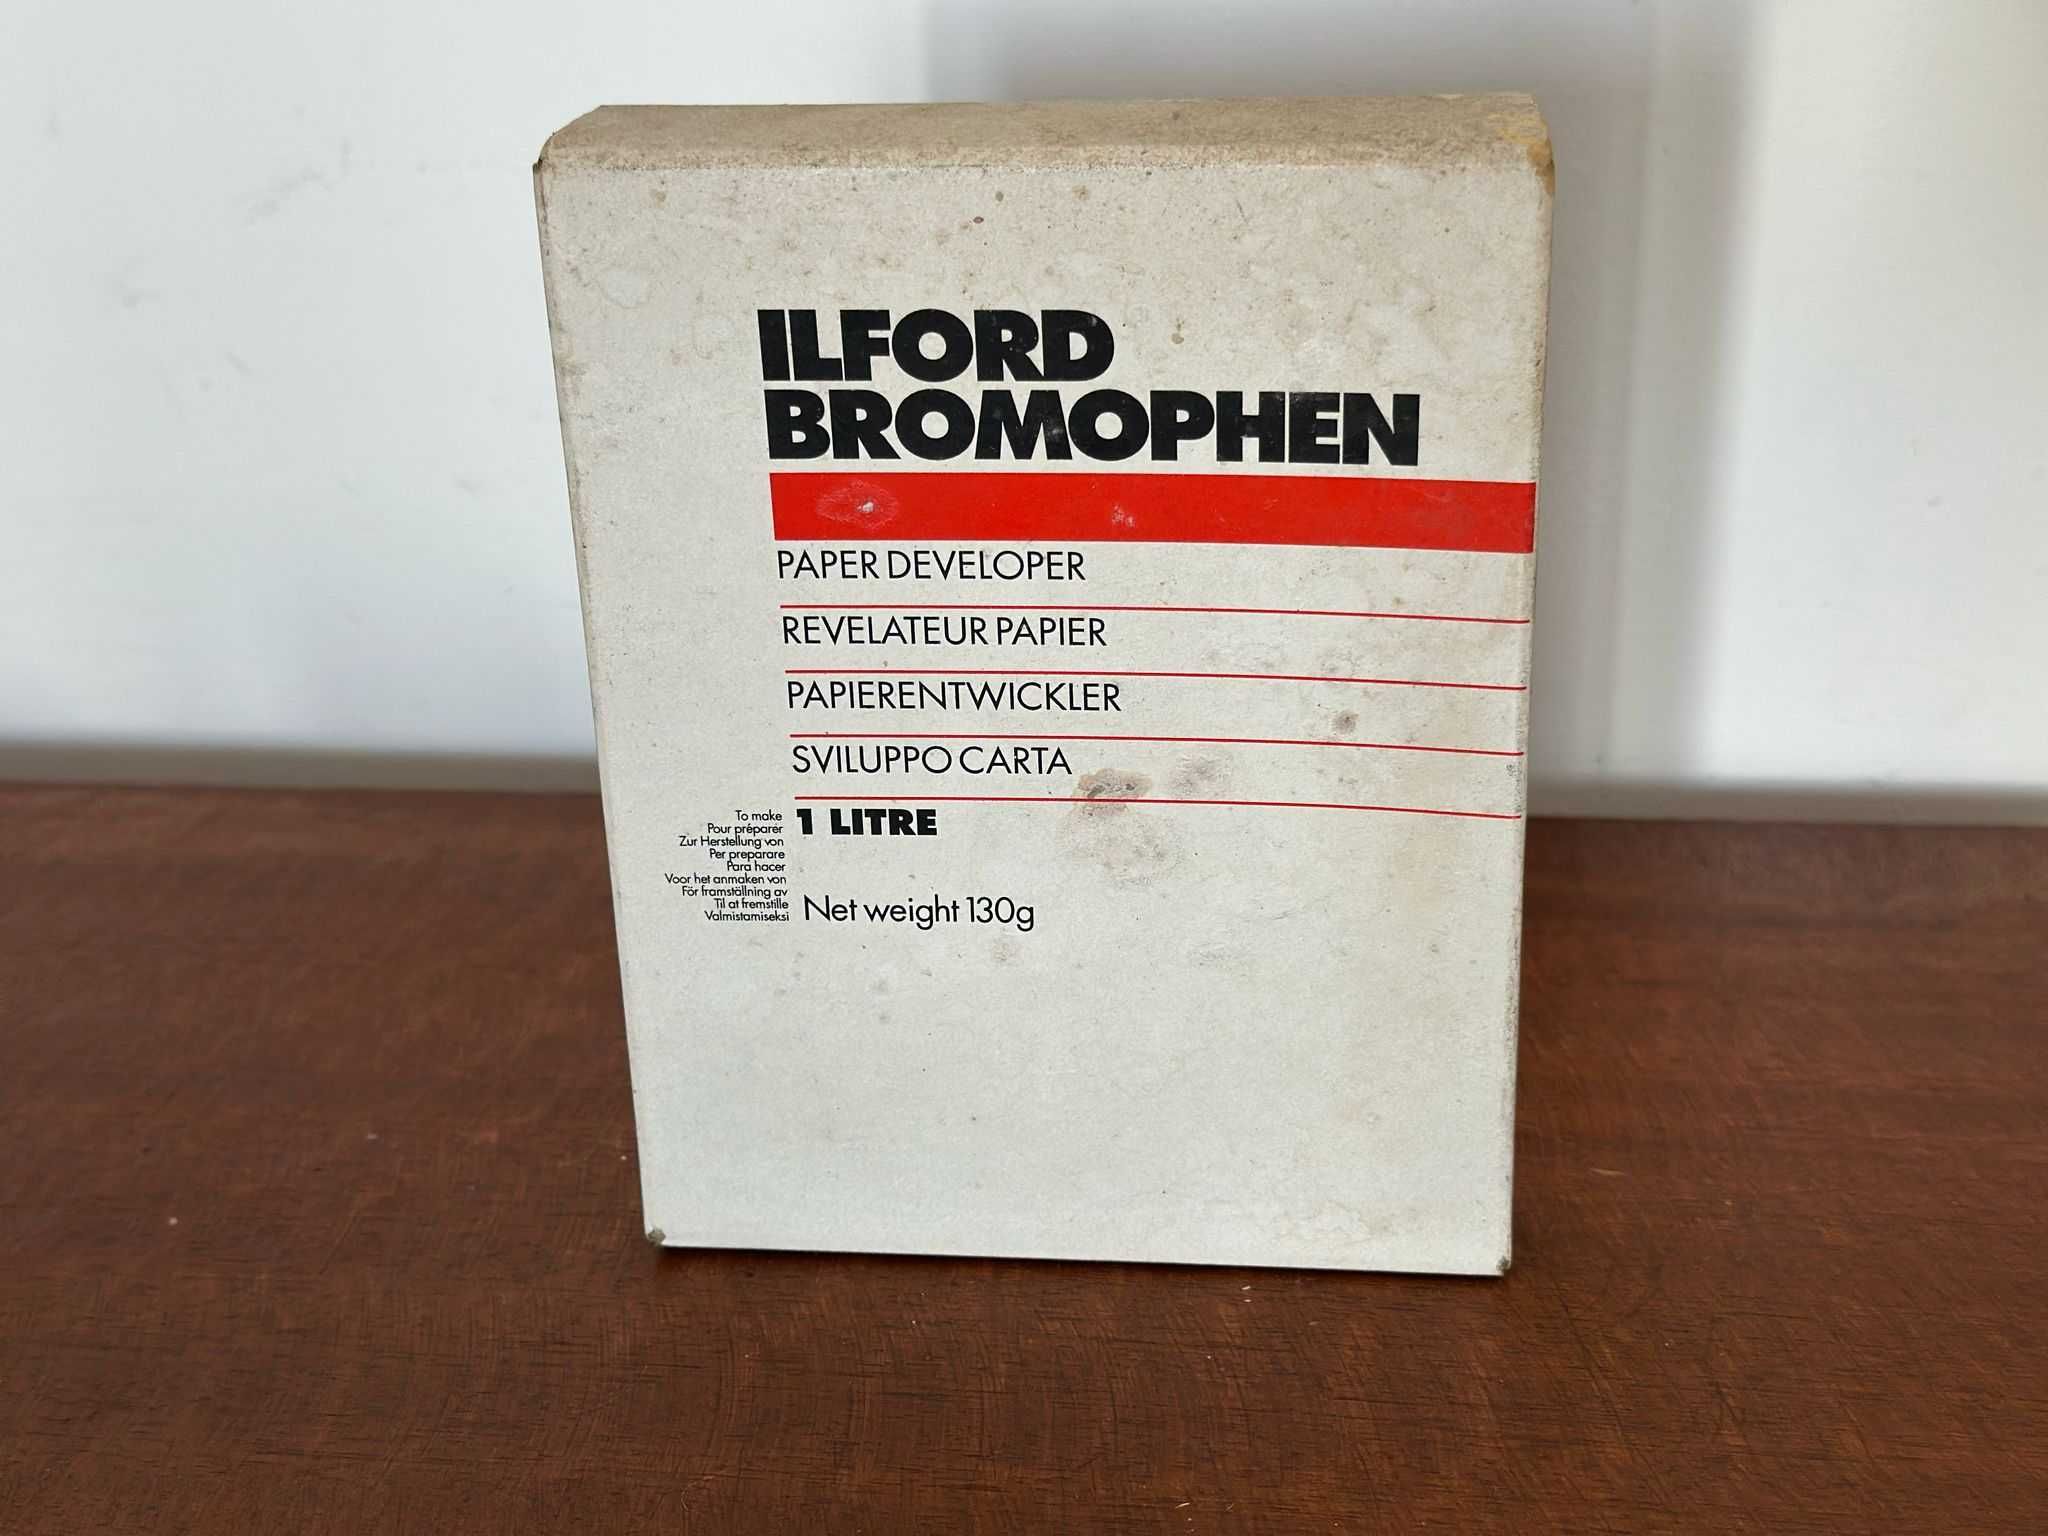 ILFORD
BROMOPHEN
PAPER DEVELOPER
REVELATEUR PAPIER
PAPIERENTWICKLER
SVILUPPO CARTA
To make
Pour préparer
Zur Herstellung von
Per preparare
Para hacer
Voor het anmaken von
För framställning av
Til at fremstille
Valmistamiseksi
1 LITRE
Net weight 130g